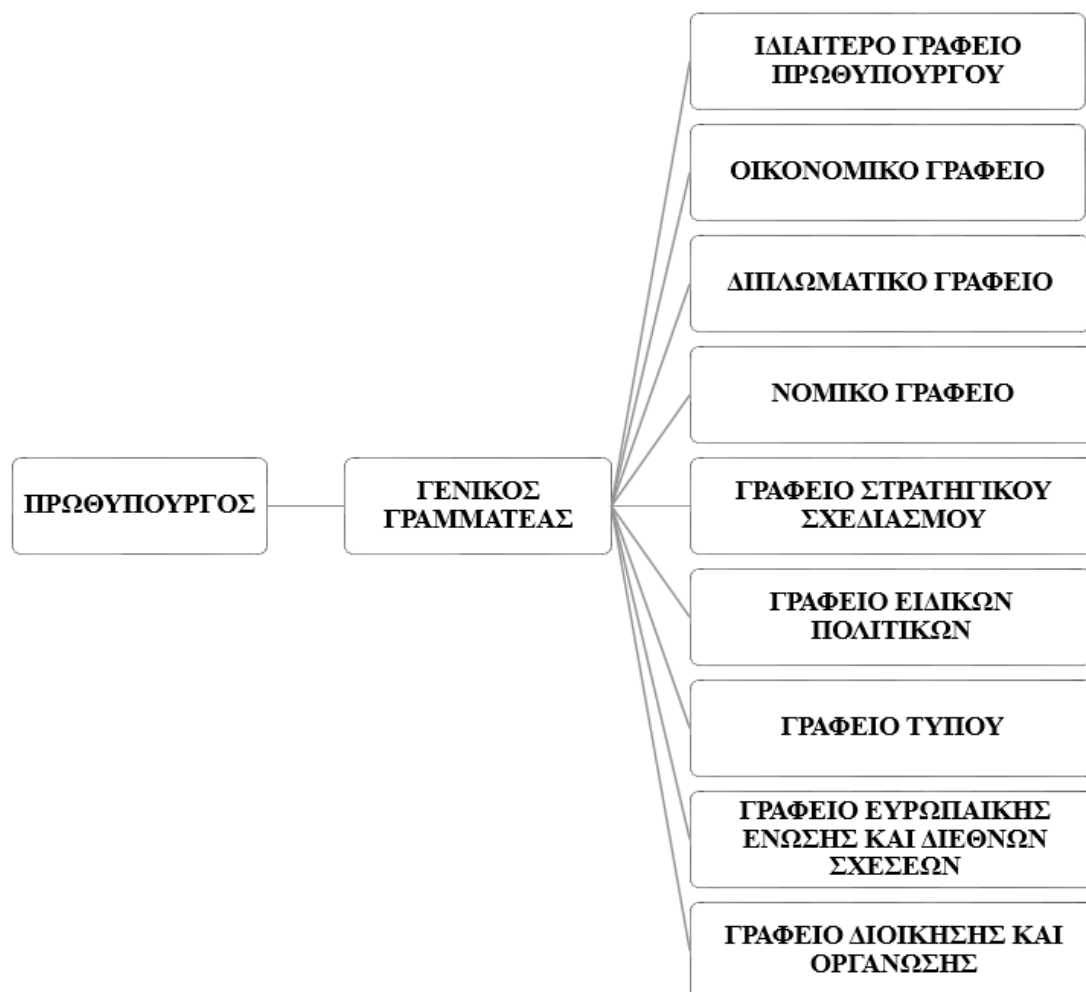 ΠΡΩΘΥΠΟΥΡΓΟΣ
ΓΕΝΙΚΟΣ
ΓΡΑΜΜΑΤΕΑΣ
ΙΔΙΑΙΤΕΡΟ ΓΡΑΦΕΙΟ
ΠΡΩΘΥΠΟΥΡΓΟΥ
ΟΙΚΟΝΟΜΙΚΟ ΓΡΑΦΕΙΟ
ΔΙΠΛΩΜΑΤΙΚΟ ΓΡΑΦΕΙΟ
ΝΟΜΙΚΟ ΓΡΑΦΕΙΟ
ΓΡΑΦΕΙΟ ΣΤΡΑΤΗΓΙΚΟΥ
ΣΧΕΔΙΑΣΜΟΥ
ΓΡΑΦΕΙΟ ΕΙΔΙΚΩΝ
ΠΟΛΙΤΙΚΩΝ
ΓΡΑΦΕΙΟ ΤΥΠΟΥ
ΓΡΑΦΕΙΟ ΕΥΡΩΠΑΙΚΗΣ
ΕΝΩΣΗΣ ΚΑΙ ΔΙΕΘΝΩΝ
ΣΧΕΣΕΩΝ
ΓΡΑΦΕΙΟ ΔΙΟΙΚΗΣΗΣ ΚΑΙ
ΟΡΓΑΝΩΣΗΣ